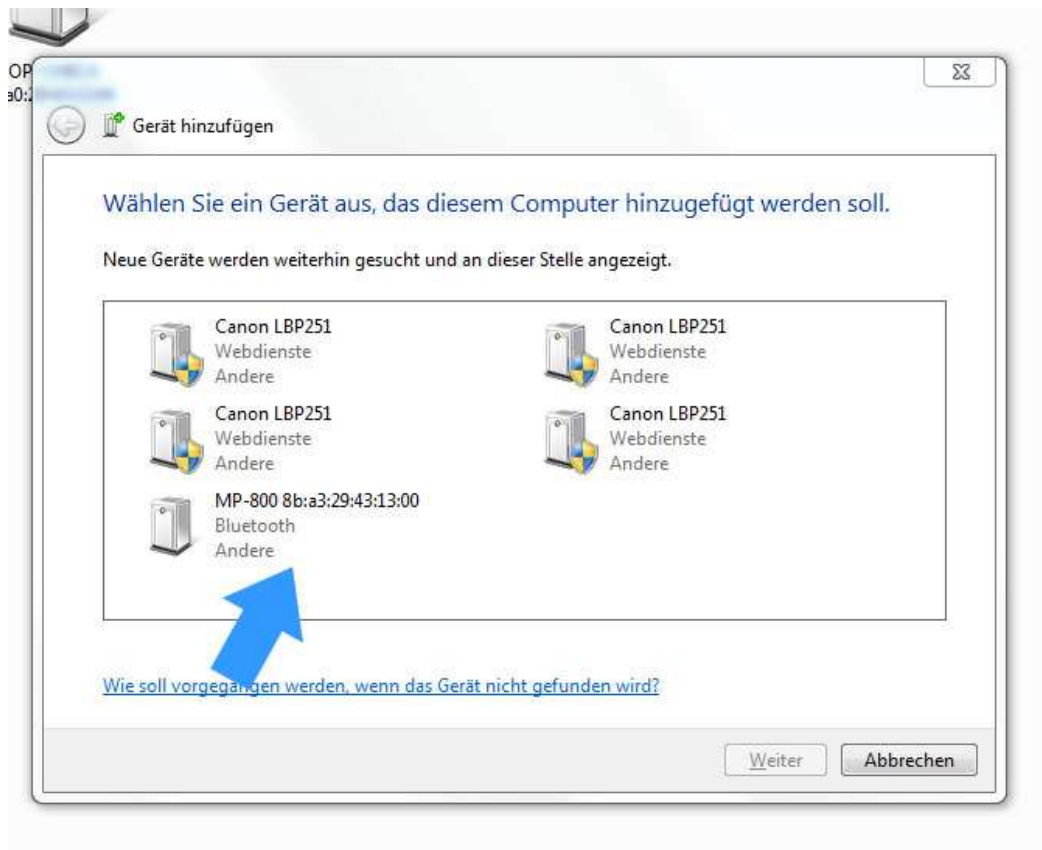 OP
a0:2
Gerät hinzufügen
Wählen Sie ein Gerät aus, das diesem Computer hinzugefügt werden soll.
Neue Geräte werden weiterhin gesucht und an dieser Stelle angezeigt.
Canon LBP251
Webdienste
Andere
Canon LBP251
Webdienste
Andere
Canon LBP251
Webdienste
Andere
Canon LBP251
Webdienste
Andere
MP-800 8b:a3:29:43:13:00
Bluetooth
Andere
Wie soll vorgegangen werden, wenn das Gerät nicht gefunden wird?
Weiter
Abbrechen